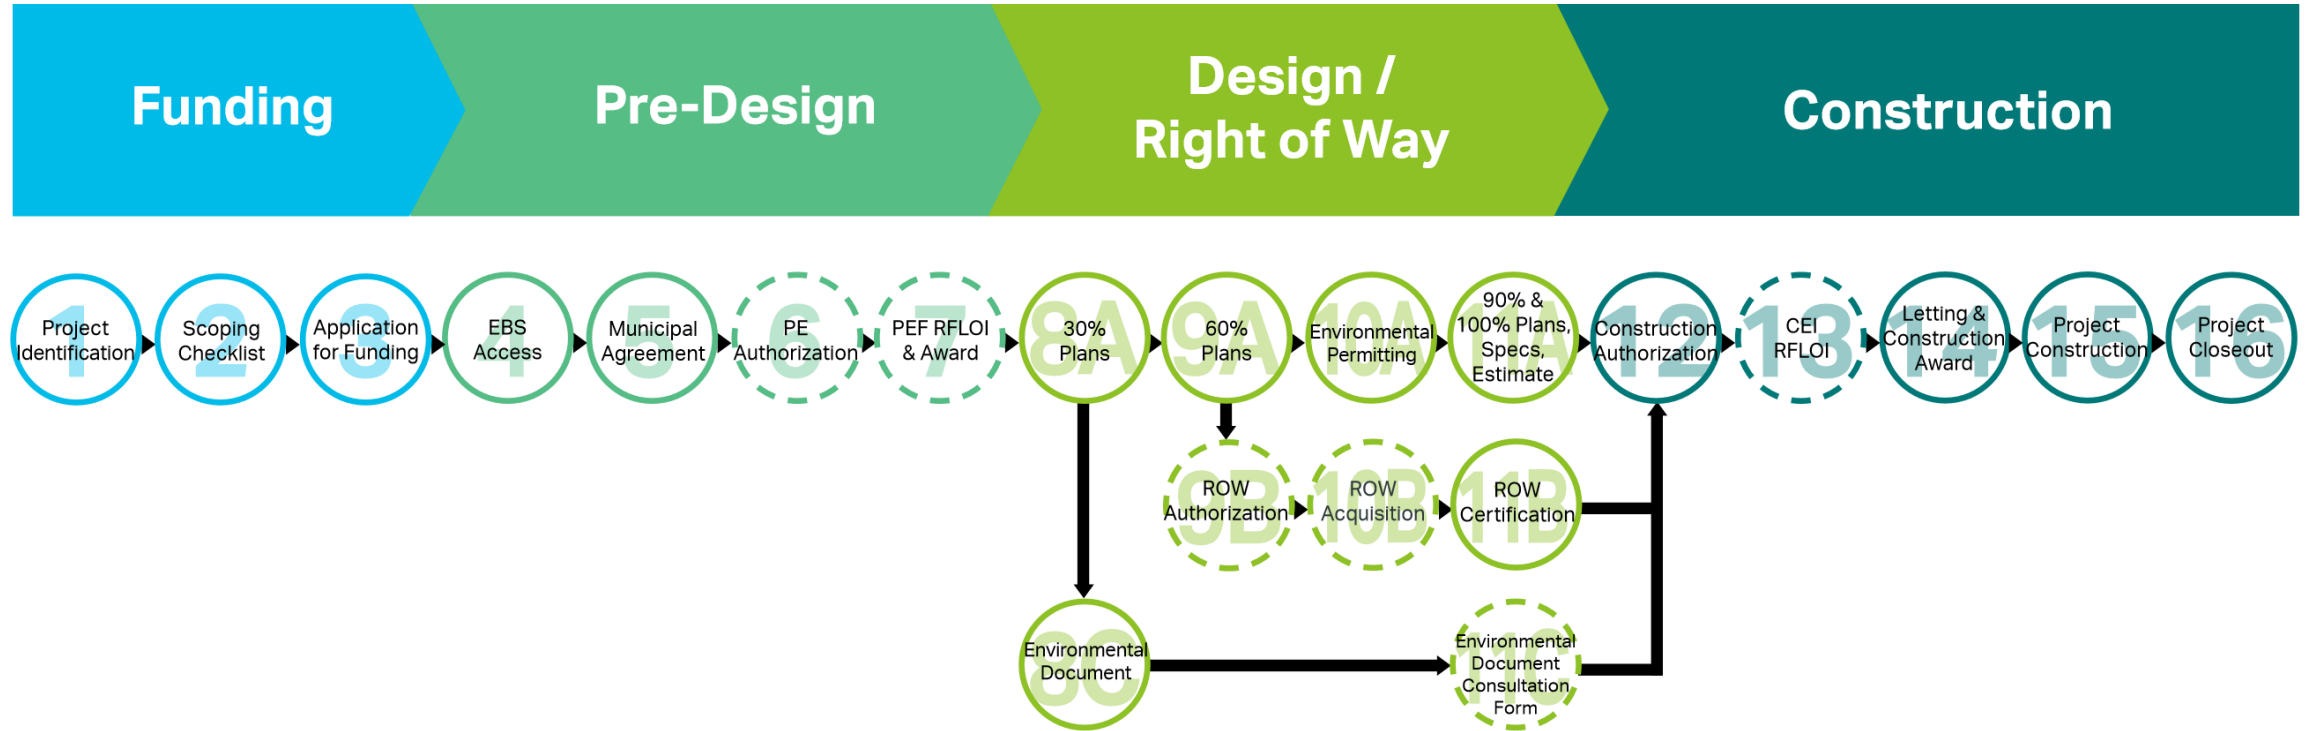 Funding
Pre-Design
Design /
Right of Way
Construction
1
Project
Identification
2
Scoping
Checklist
3
Application
for Funding
4
EBS
Access
5
Municipal
Agreement
6
PE
Authorization
7
PEF RFLOI
& Award
8A
30%
Plans
9A
60%
Plans
10A
Environmental
Permitting
11A
90% &
100% Plans,
Specs,
Estimate
12
Construction
Authorization
13
CEI
RFLOI
14
Letting &
Construction
Award
15
Project
Construction
16
Project
Closeout
9B
ROW
Authorization
10B
ROW
Acquisition
11B
ROW
Certification
8C
Environmental
Document
11C
Environmental
Document
Consultation
Form